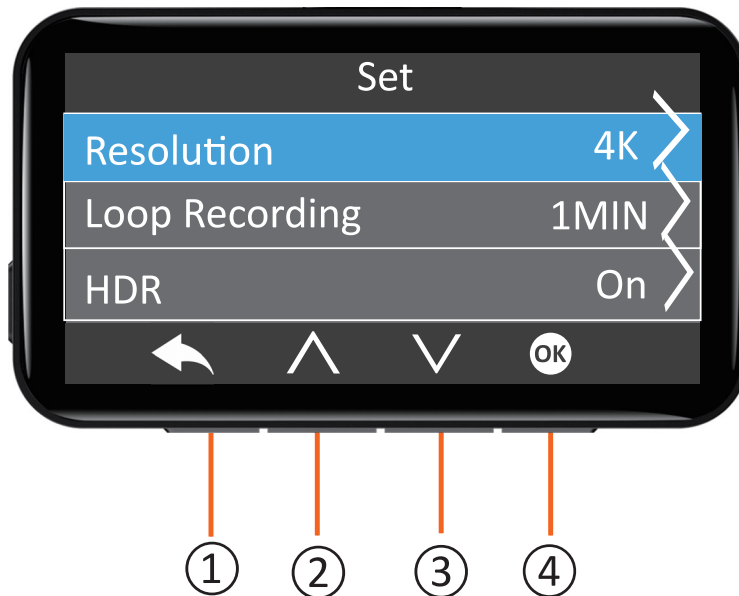 Set
Resolution 4K
Loop Recording 1MIN
HDR On
OK
1 2 3 4